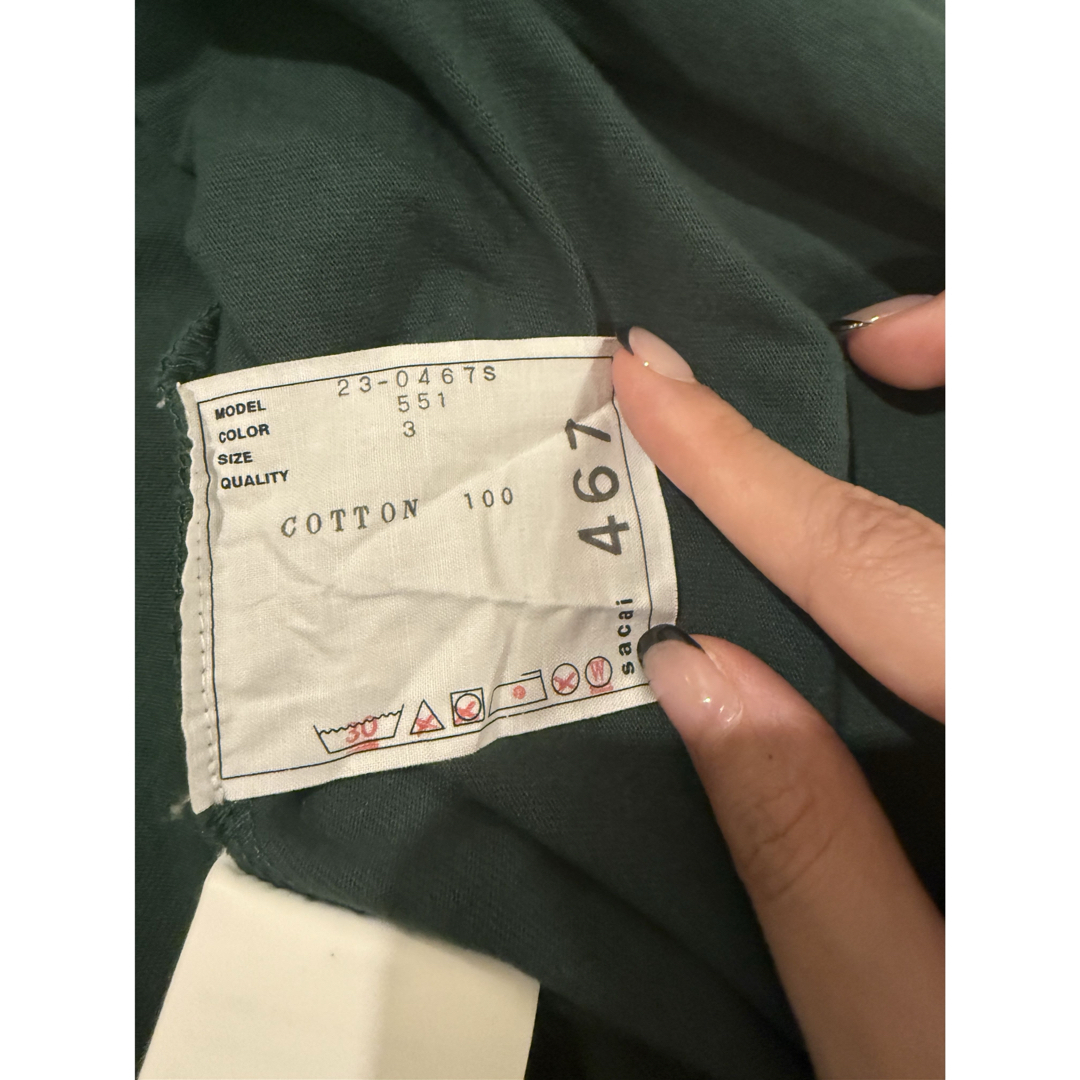 MODEL 23-0467S
COLOR 551
SIZE 3
QUALITY
COTTON 100
467
sacai
30
W